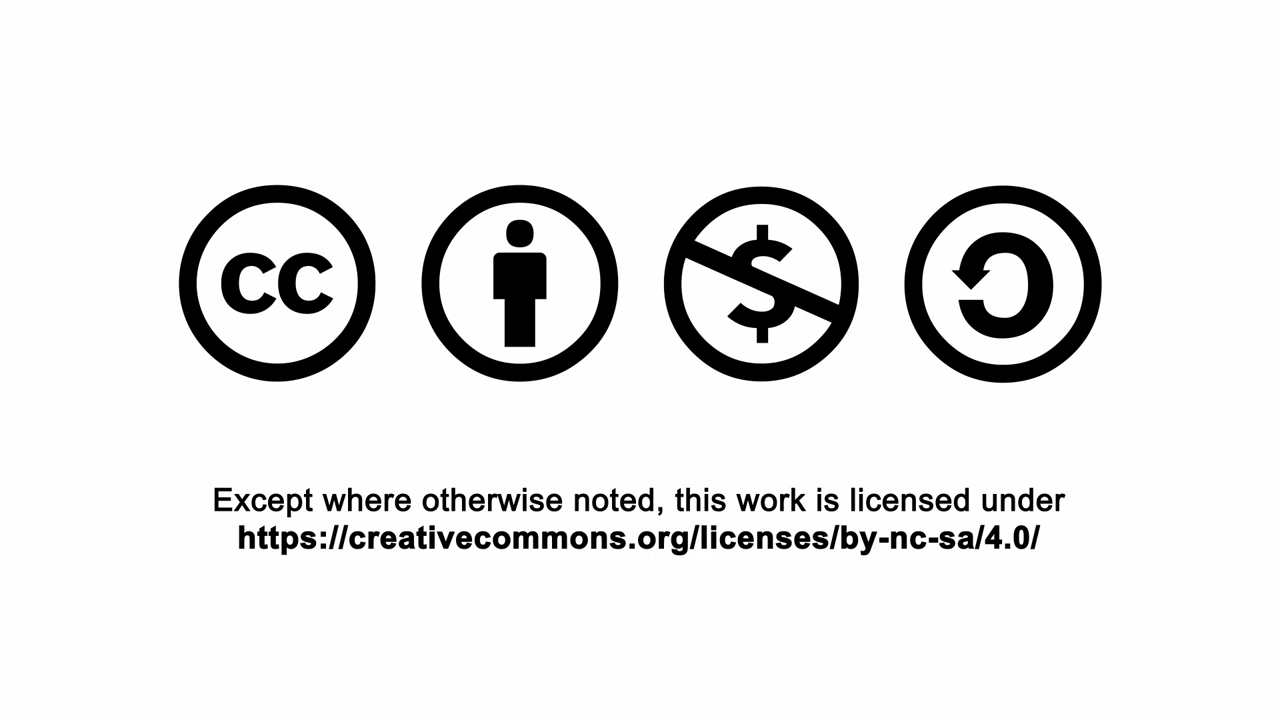 cc
$
Except where otherwise noted, this work is licensed under
https://creativecommons.org/licenses/by-nc-sa/4.0/